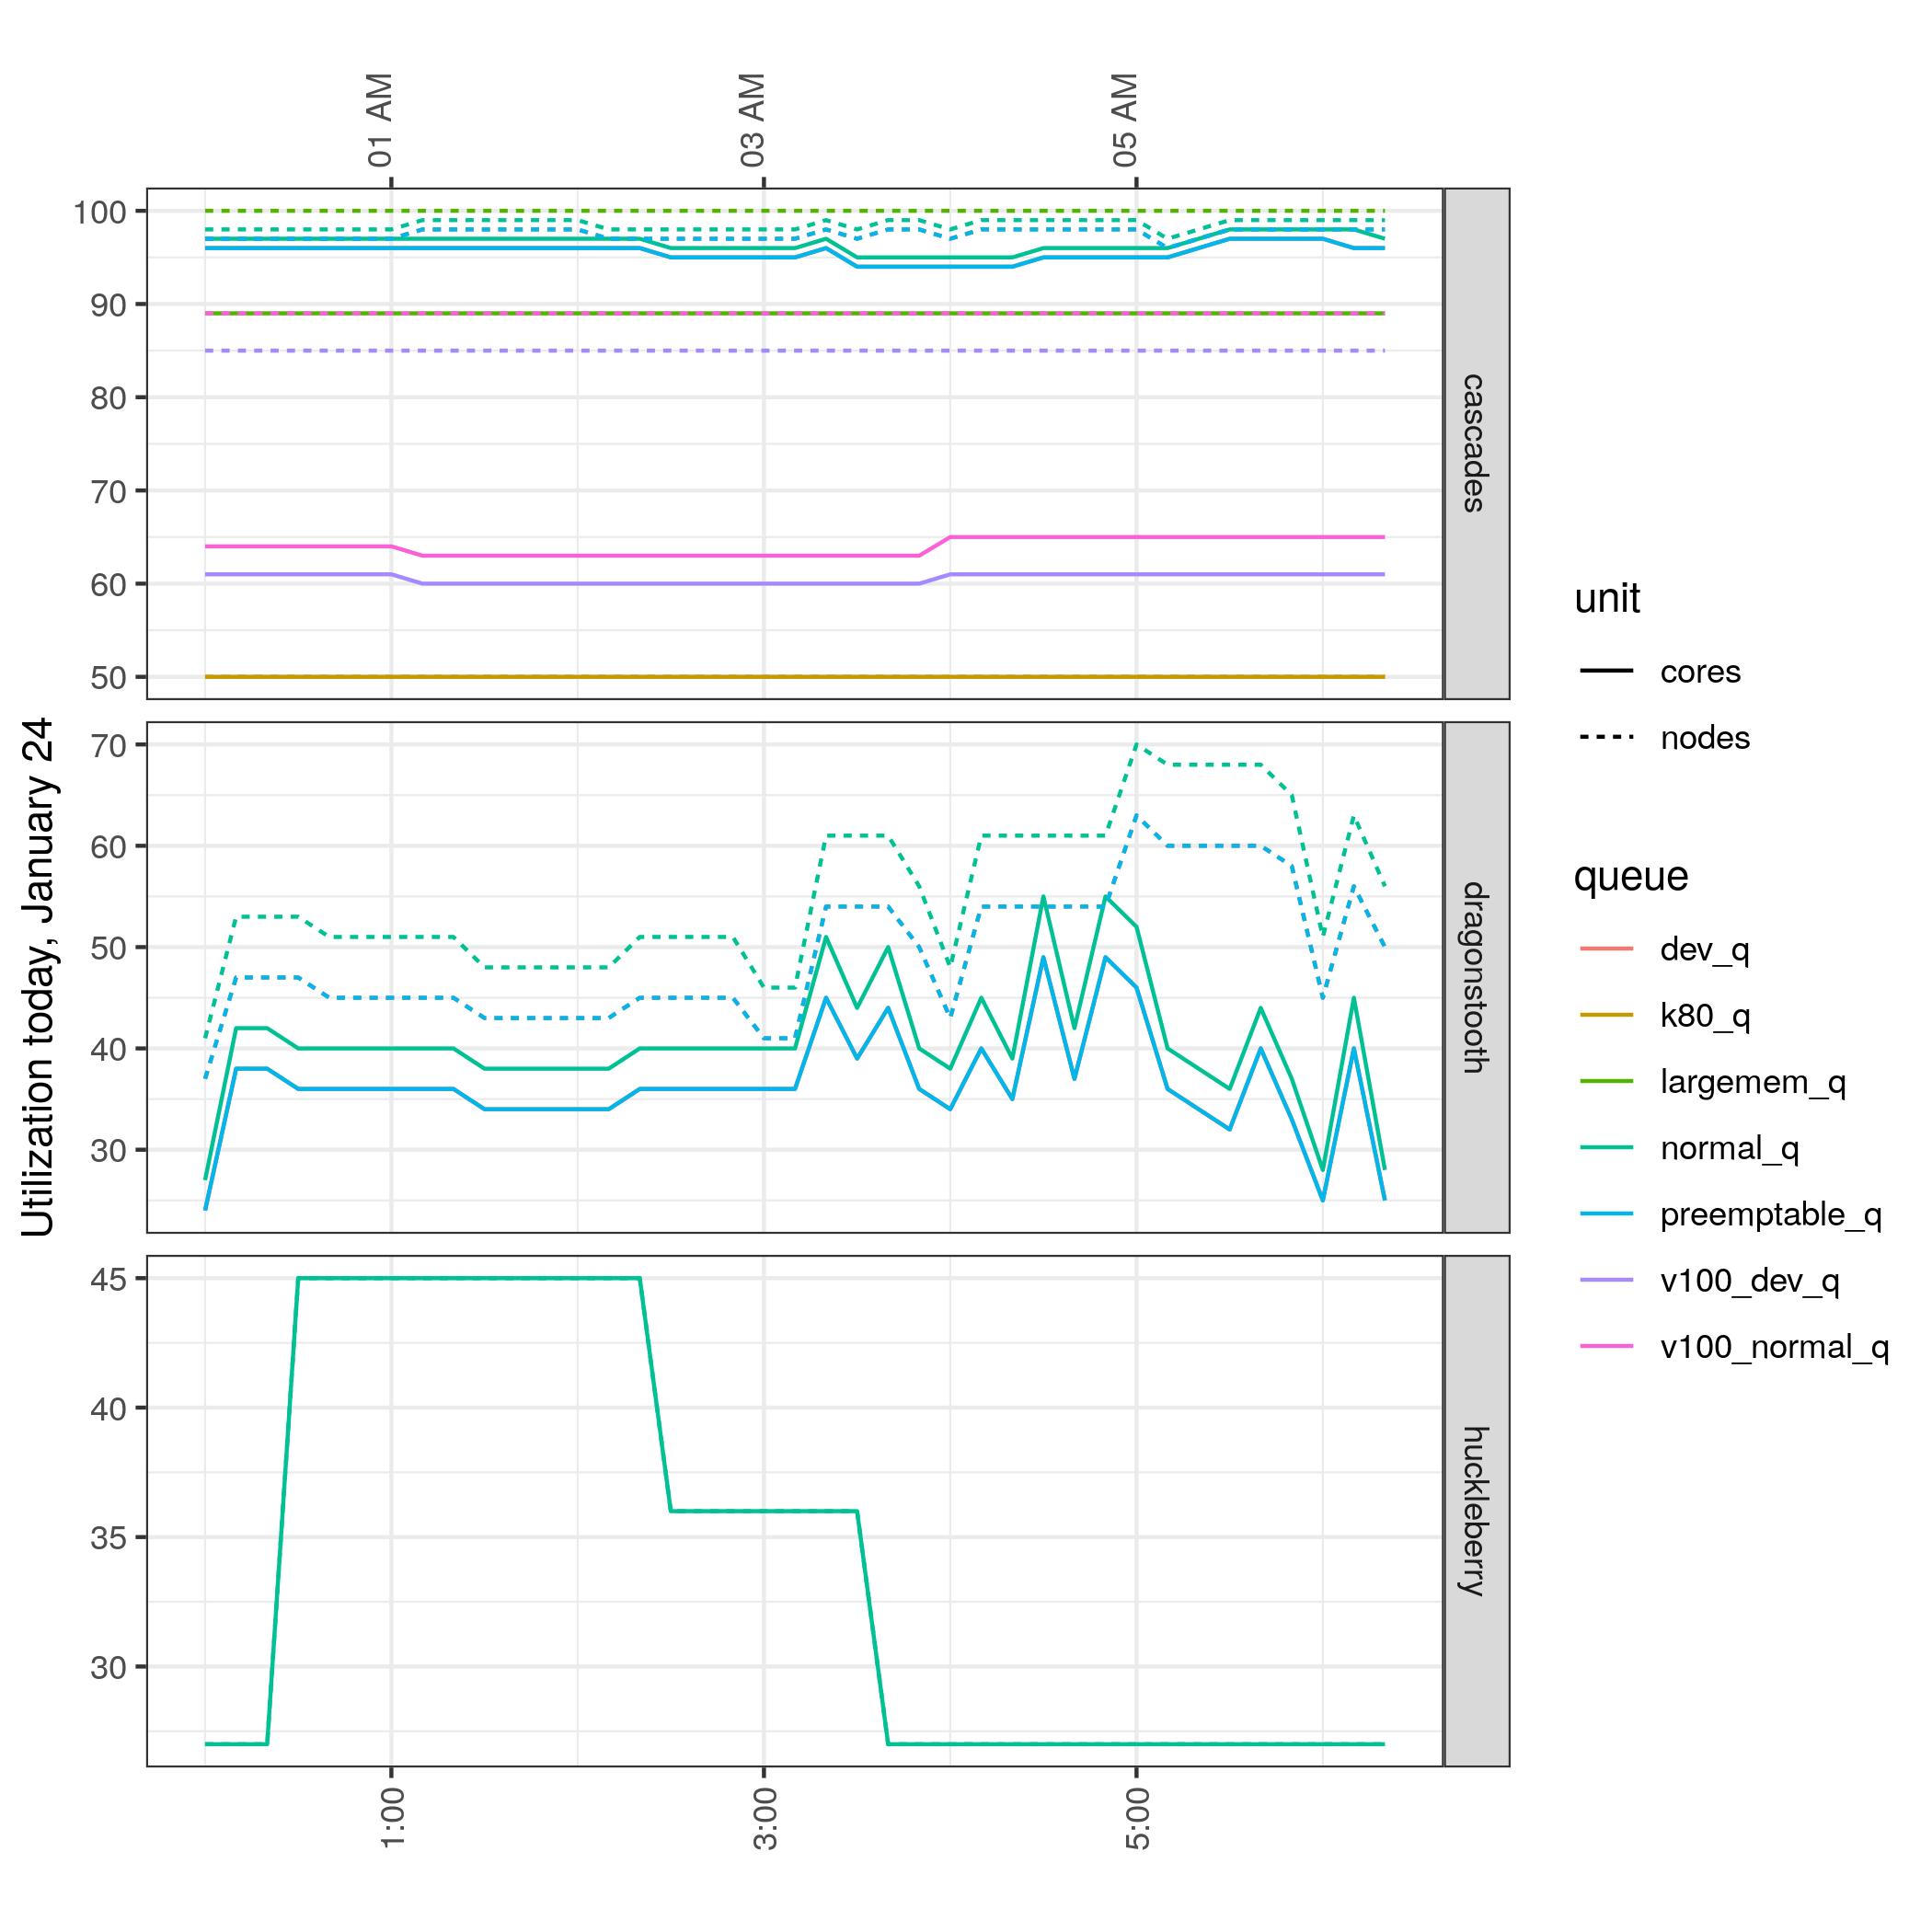 01 AM
03 AM
05 AM
100
90
80
70
60
50
cascades
70
60
50
40
30
dragonstooth
45
40
35
30
huckleberry
1:00
3:00
5:00
Utilization today, January 24
unit
cores
nodes
queue
dev_q
k80_q
largemem_q
normal_q
preemptable_q
v100_dev_q
v100_normal_q